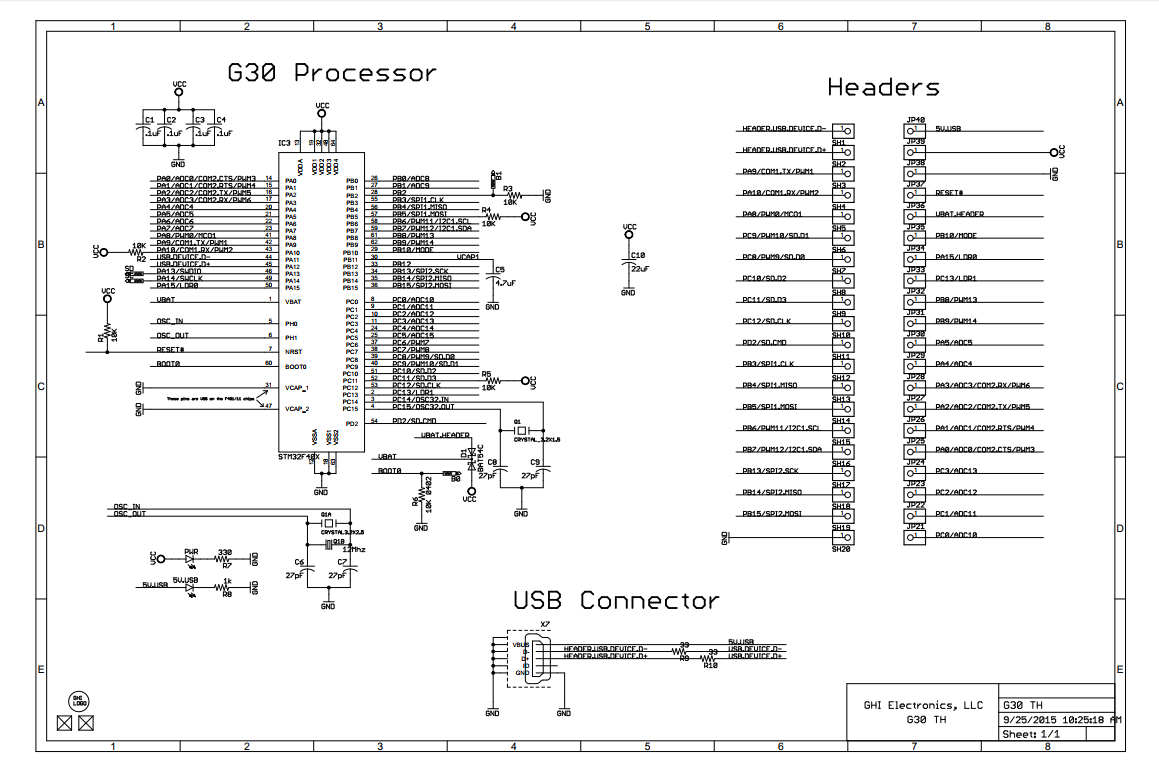 1 2 3 4 5 6 7 8
A
B
C
D
E
G30 Processor
VCC
C1 C2 C3 C4
.1uF .1uF .1uF .1uF
GND
VCC
IC3
VDDA VDD1 VDD2 VDD3 VDD4
PA0/ADC0/COM2.CTS/PWM3 14 PA0
PA1/ADC1/COM2.RTS/PWM4 15 PA1
PA2/ADC2/COM2.TX/PWM5 16 PA2
PA3/ADC3/COM2.RX/PWM6 17 PA3
PA4/ADC4 20 PA4
PA5/ADC5 21 PA5
PA6/ADC6 22 PA6
PA7/ADC7 23 PA7
PA8/PWM0/MCO1 41 PA8
PA9/COM1.TX/PWM1 42 PA9
PA10/COM1.RX/PWM2 43 PA10
USB.DEVICE.D- 44 PA11
USB.DEVICE.D+ 45 PA12
PA13/SWDIO 46 PA13
PA14/SWCLK 49 PA14
PA15/LDR0 50 PA15
VCC
10K
R2
VBAT 1 VBAT
VCC
R1
10K
OSC_IN 5 PH0
OSC_OUT 6 PH1
RESET# 7 NRST
BOOT0 60 BOOT0
GND 31 VCAP_1
These pins are VSS on the F405/11 chips
GND 47 VCAP_2
STM32F40X
VSSA VSS1 VSS2
12 18 63
GND
PB0 26 PB0/ADC8
PB1 27 PB1/ADC9
PB2 28 PB2
PB3 55 PB3/SPI1.CLK
PB4 56 PB4/SPI1.MISO
PB5 57 PB5/SPI1.MOSI
PB6 58 PB6/PWM11/I2C1.SCL
PB7 59 PB7/PWM12/I2C1.SDA
PB8 61 PB8/PWM13
PB9 62 PB9/PWM14
PB10 29 PB10/MODE
PB11 30 VCAP1
PB12 33 PB12
PB13 34 PB13/SPI2.SCK
PB14 35 PB14/SPI2.MISO
PB15 36 PB15/SPI2.MOSI
PC0 8 PC0/ADC10
PC1 9 PC1/ADC11
PC2 10 PC2/ADC12
PC3 11 PC3/ADC13
PC4 24 PC4/ADC14
PC5 25 PC5/ADC15
PC6 37 PC6/PWM7
PC7 38 PC7/PWM8
PC8 39 PC8/PWM9/SD.D0
PC9 40 PC9/PWM10/SD.D1
PC10 51 PC10/SD.D2
PC11 52 PC11/SD.D3
PC12 53 PC12/SD.CLK
PC13 2 PC13/LDR1
PC14 3 PC14/OSC32.IN
PC15 4 PC15/OSC32.OUT
PD2 54 PD2/SD.CMD
B1
R3
10K
GND
R4
10K
VCC
C5
4.7uF
GND
R5
10K
VCC
Q1
CRYSTAL_3.2X1.5
C8
27pF
C9
27pF
GND
VBAT.HEADER
VBAT
D1
BAT54C
VCC
BOOT0
B0
R6
10K 0402
GND
OSC_IN
OSC_OUT
Q1A
Q1B
12Mhz
C6
27pF
C7
27pF
GND
VCC PWR 330 GND
R7
5V.USB 5V.USB 1k GND
R8
VCC
C10
22uF
GND
Headers
HEADER.USB.DEVICE.D- SH1
HEADER.USB.DEVICE.D+ SH2
PA9/COM1.TX/PWM1 SH3
PA10/COM1.RX/PWM2 SH4
PA8/PWM0/MCO1 SH5
PC9/PWM10/SD.D1 SH6
PC8/PWM9/SD.D0 SH7
PC10/SD.D2 SH8
PC11/SD.D3 SH9
PC12/SD.CLK SH10
PD2/SD.CMD SH11
PB3/SPI1.CLK SH12
PB4/SPI1.MISO SH13
PB5/SPI1.MOSI SH14
PB6/PWM11/I2C1.SCL SH15
PB7/PWM12/I2C1.SDA SH16
PB13/SPI2.SCK SH17
PB14/SPI2.MISO SH18
PB15/SPI2.MOSI SH19
GND SH20
JP40 5V.USB
JP39 VCC
JP38 GND
JP37 RESET#
JP36 VBAT.HEADER
JP35 PB10/MODE
JP34 PA15/LDR0
JP33 PC13/LDR1
JP32 PB8/PWM13
JP31 PB9/PWM14
JP30 PA5/ADC5
JP29 PA4/ADC4
JP28 PA3/ADC3/COM2.RX/PWM6
JP27 PA2/ADC2/COM2.TX/PWM5
JP26 PA1/ADC1/COM2.RTS/PWM4
JP25 PA0/ADC0/COM2.CTS/PWM3
JP24 PC3/ADC13
JP23 PC2/ADC12
JP22 PC1/ADC11
JP21 PC0/ADC10
USB Connector
X7
VBUS 5V.USB
D- HEADER.USB.DEVICE.D- 33 USB.DEVICE.D-
D+ HEADER.USB.DEVICE.D+ R9 33 USB.DEVICE.D+
ID R10
GND
GND GND
GHI
LOGO
GHI Electronics, LLC
G30 TH
G30 TH
9/25/2015 10:25:18 AM
Sheet: 1/1
A
B
C
D
E
1 2 3 4 5 6 7 8